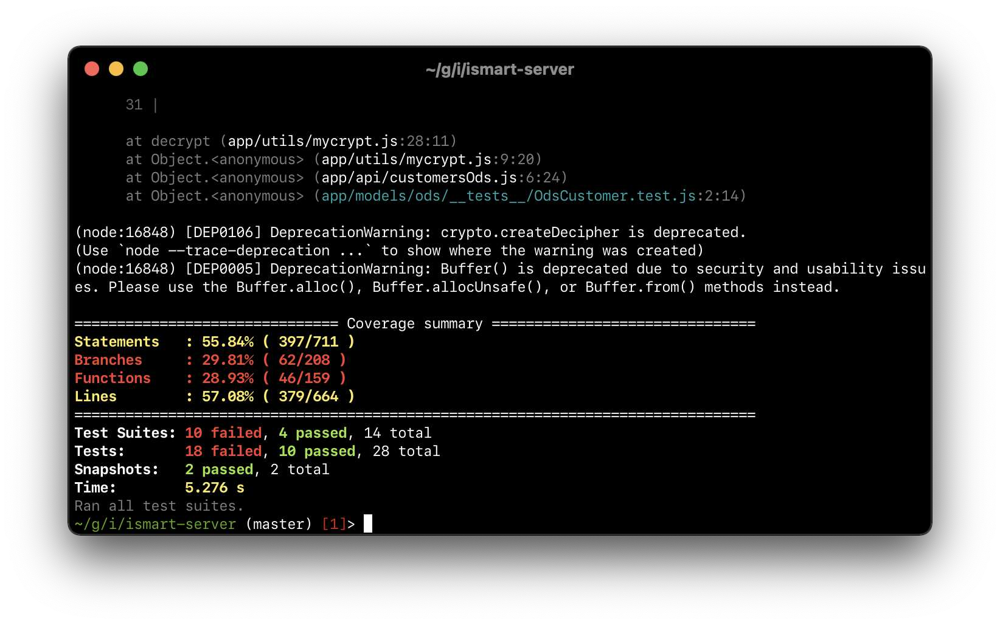 ~/g/i/ismart-server
31 |
at decrypt (app/utils/mycrypt.js:28:11)
at Object.<anonymous> (app/utils/mycrypt.js:9:20)
at Object.<anonymous> (app/api/customersOds.js:6:24)
at Object.<anonymous> (app/models/ods/__tests__/OdsCustomer.test.js:2:14)
(node:16848) [DEP0106] DeprecationWarning: crypto.createDecipher is deprecated.
(Use `node --trace-deprecation ...` to show where the warning was created)
(node:16848) [DEP0005] DeprecationWarning: Buffer() is deprecated due to security and usability issu
es. Please use the Buffer.alloc(), Buffer.allocUnsafe(), or Buffer.from() methods instead.
=============================== Coverage summary ===============================
Statements   : 55.84% ( 397/711 )
Branches     : 29.81% ( 62/208 )
Functions    : 28.93% ( 46/159 )
Lines        : 57.08% ( 379/664 )
================================================================================
Test Suites: 10 failed, 4 passed, 14 total
Tests:       18 failed, 10 passed, 28 total
Snapshots:   2 passed, 2 total
Time:        5.276 s
Ran all test suites.
~/g/i/ismart-server (master) [1]>